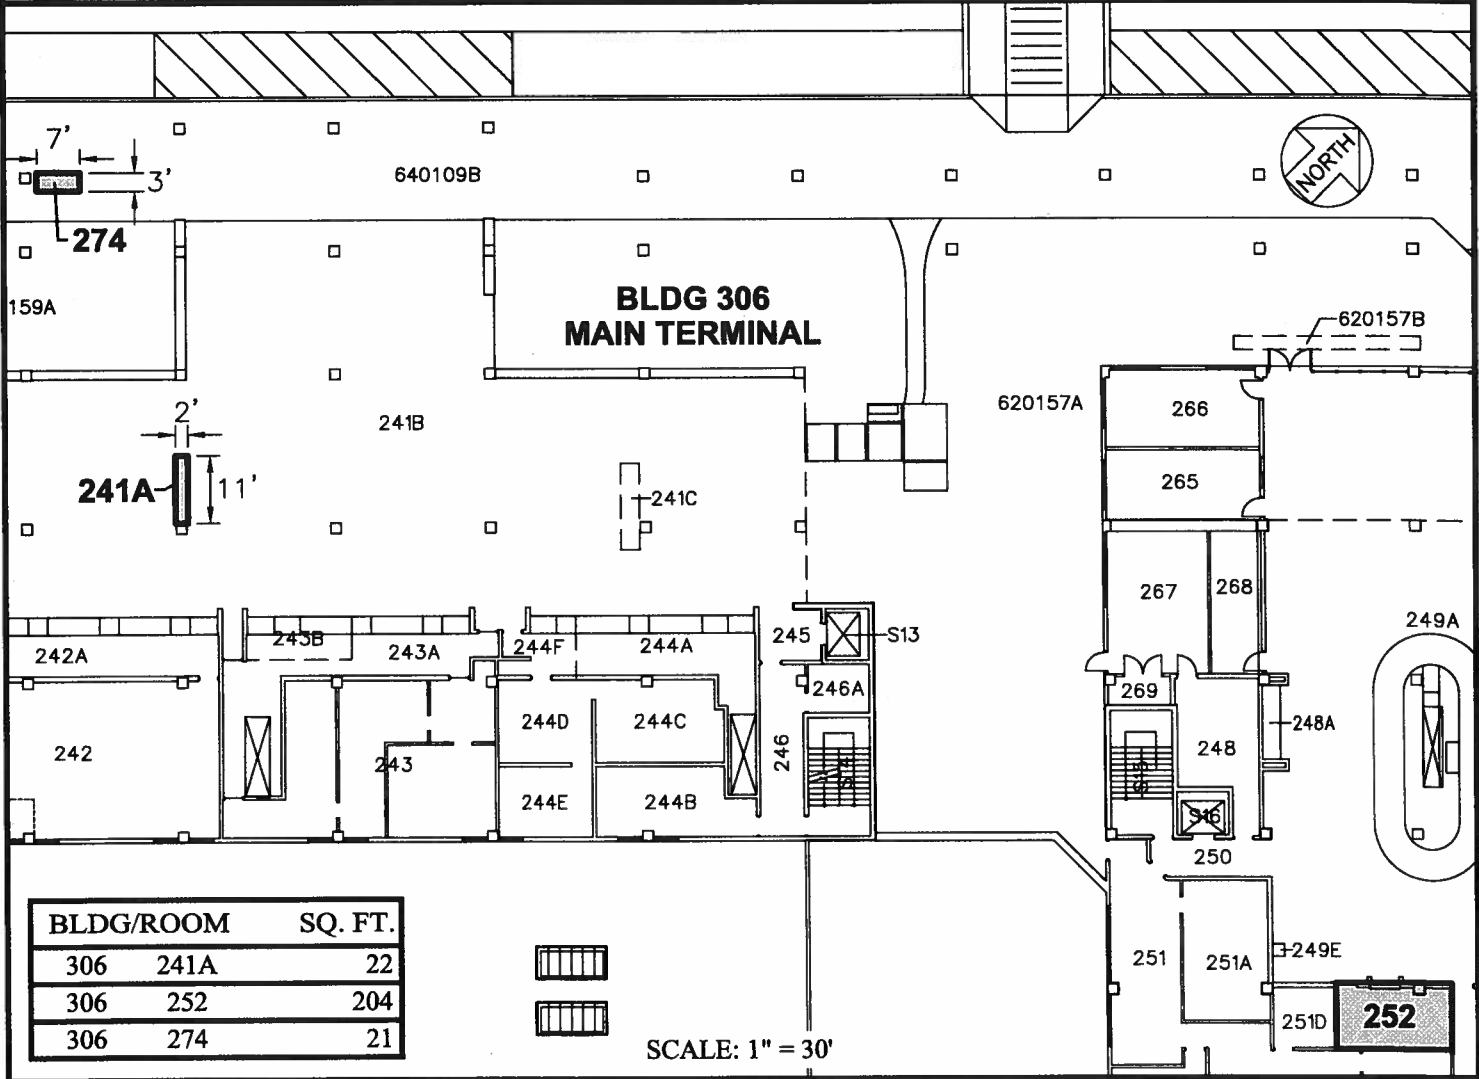 7'
3'
640109B
NORTH
274
159A
BLDG 306
MAIN TERMINAL
620157B
2'
241B
620157A
266
241A
11'
241C
265
267
268
243B
244F
244A
245
S13
249A
242A
243A
246A
269
244D
244C
248A
242
243
246
S14
S15
248
244E
244B
S16
250
BLDG/ROOM SQ. FT.
306 241A 22
306 252 204
306 274 21
251
251A
249E
251D
252
SCALE: 1" = 30'